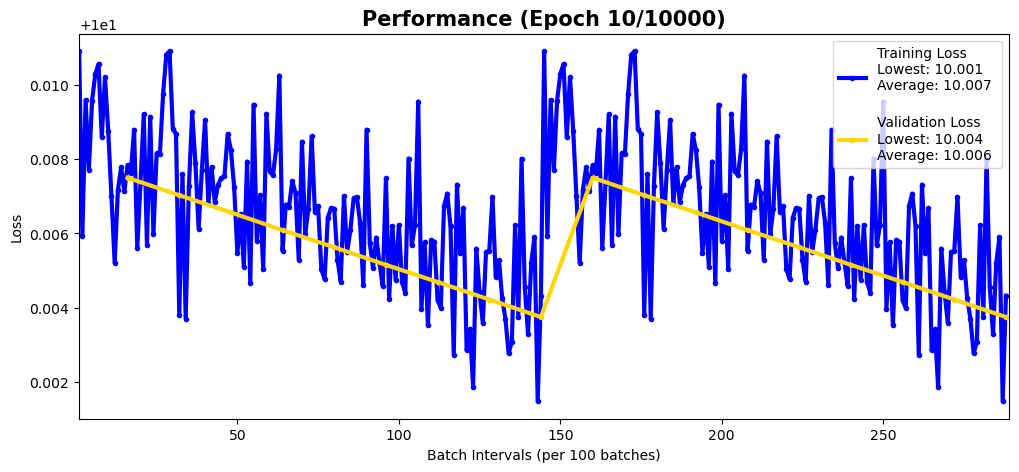 Performance (Epoch 10/10000)
+1e1
0.010
0.008
0.006
0.004
0.002
Loss
50
100
150
200
250
Batch Intervals (per 100 batches)
Training Loss
Lowest: 10.001
Average: 10.007
Validation Loss
Lowest: 10.004
Average: 10.006